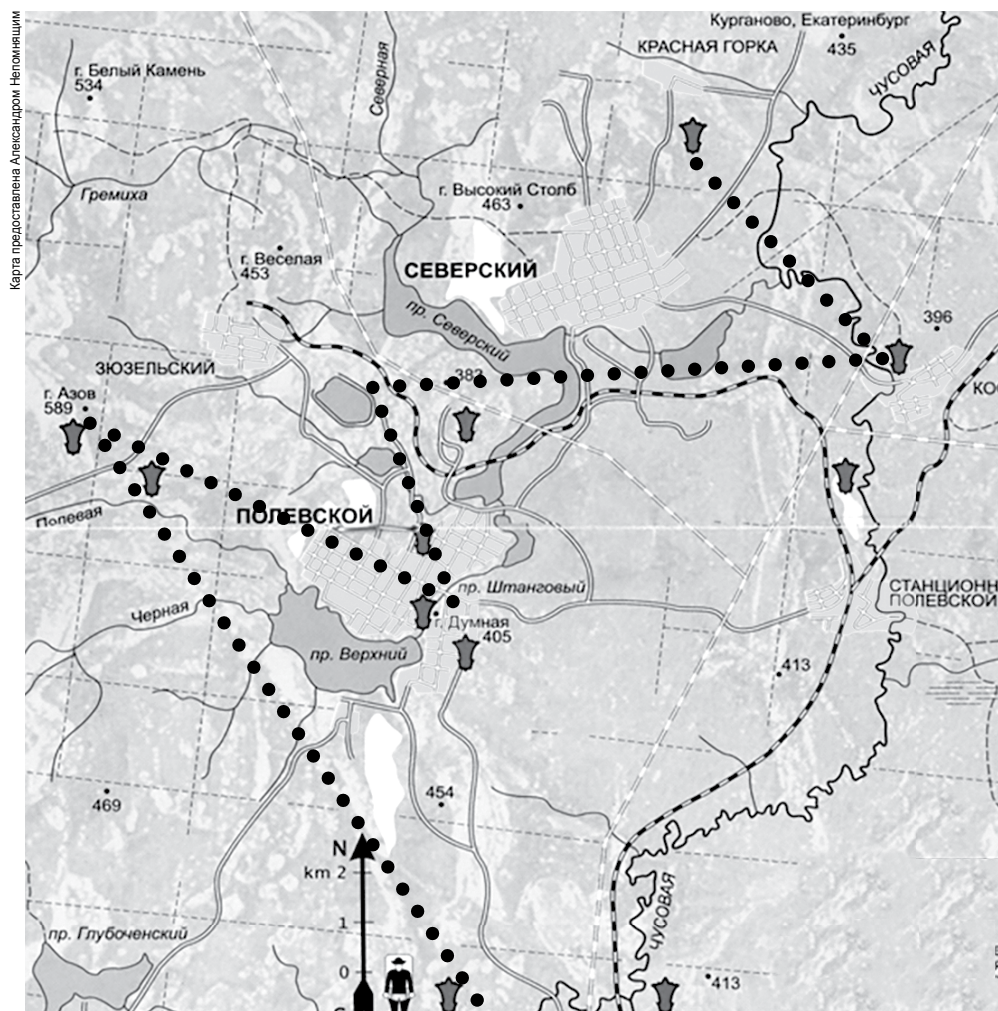 Карта предоставлена Александром Непомнящим
Курганово, Екатеринбург
435
КРАСНАЯ ГОРКА
ЧУСОВАЯ
г. Белый Камень
534
Северная
Гремиха
г. Высокий Столб
463
г. Веселая
453
СЕВЕРСКИЙ
пр. Северский
396
383
ЗЮЗЕЛЬСКИЙ
КО
г. Азов
589
ПОЛЕВСКОЙ
Полевая
пр. Штанговый
СТАНЦИОНН
ПОЛЕВСКОЙ
Черная
г. Думная
405
пр. Верхний
413
469
454
N
km 2
1
0
ЧУСОВАЯ
пр. Глубоченский
413